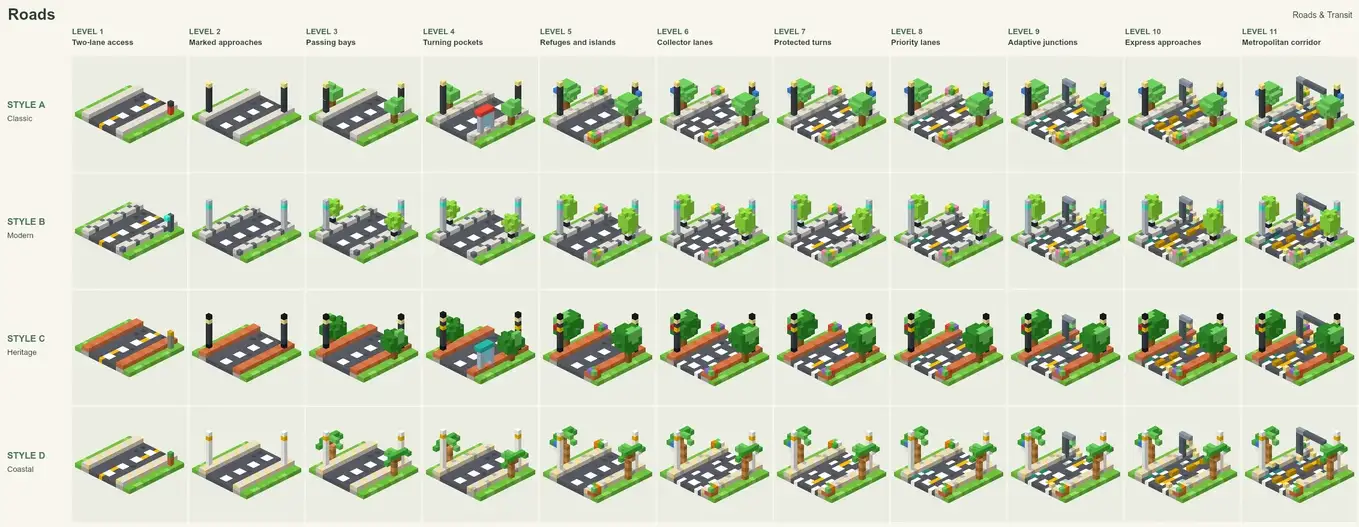 Roads
Roads & Transit
LEVEL 1
Two-lane access
LEVEL 2
Marked approaches
LEVEL 3
Passing bays
LEVEL 4
Turning pockets
LEVEL 5
Refuges and islands
LEVEL 6
Collector lanes
LEVEL 7
Protected turns
LEVEL 8
Priority lanes
LEVEL 9
Adaptive junctions
LEVEL 10
Express approaches
LEVEL 11
Metropolitan corridor
STYLE A
Classic
STYLE B
Modern
STYLE C
Heritage
STYLE D
Coastal